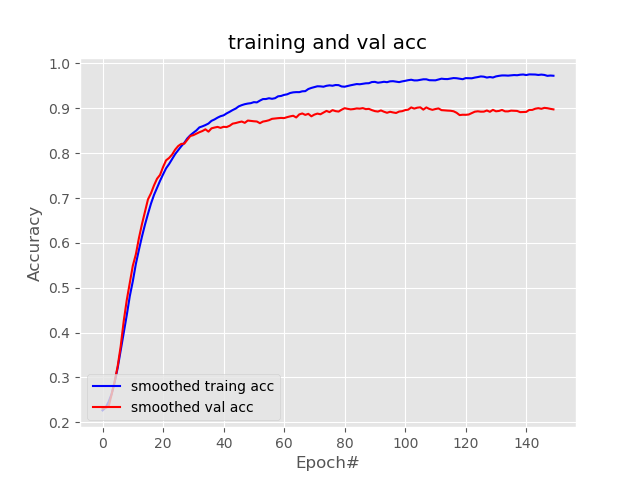 training and val acc
1.0
0.9
0.8
0.7
0.6
0.5
0.4
0.3
0.2
Accuracy
smoothed traing acc
smoothed val acc
0 20 40 60 80 100 120 140
Epoch#